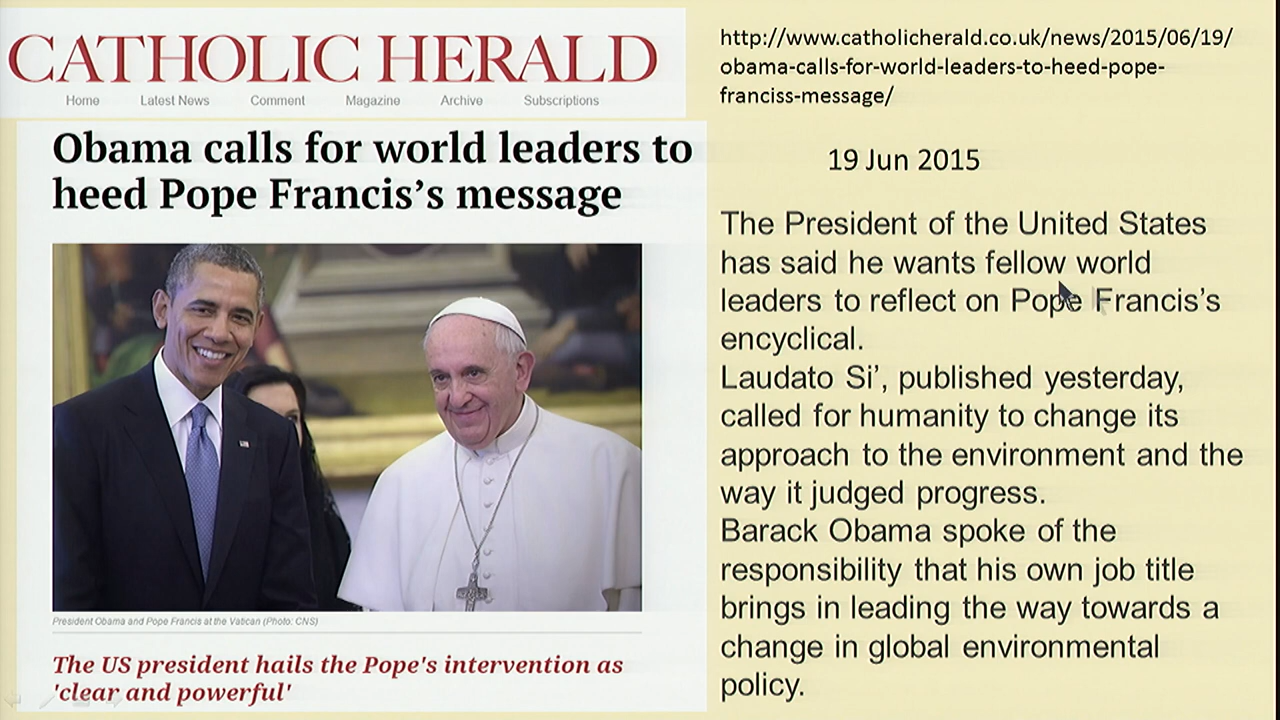 CATHOLIC HERALD
Home Latest News Comment Magazine Archive Subscriptions
Obama calls for world leaders to
heed Pope Francis's message
President Obama and Pope Francis at the Vatican (Photo: CNS)
The US president hails the Pope's intervention as
'clear and powerful'
http://www.catholicherald.co.uk/news/2015/06/19/
obama-calls-for-world-leaders-to-heed-pope-
franciss-message/
19 Jun 2015
The President of the United States
has said he wants fellow world
leaders to reflect on Pope Francis’s
encyclical.
Laudato Si’, published yesterday,
called for humanity to change its
approach to the environment and the
way it judged progress.
Barack Obama spoke of the
responsibility that his own job title
brings in leading the way towards a
change in global environmental
policy.